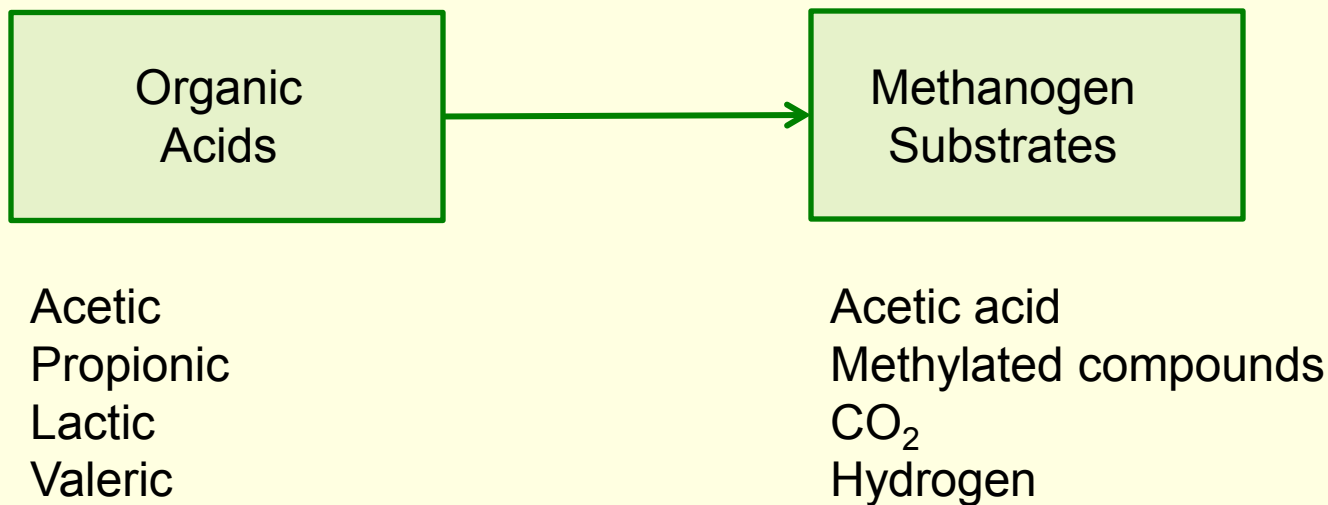 Organic
Acids
Methanogen
Substrates
Acetic
Propionic
Lactic
Valeric
Acetic acid
Methylated compounds
CO₂
Hydrogen